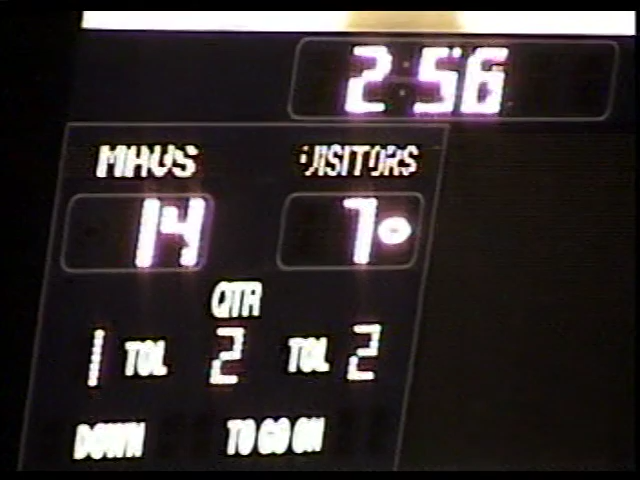 2:56
MAVS VISITORS
14 7
QTR
1 TOL 2 TOL 2
DOWN TO GO ON